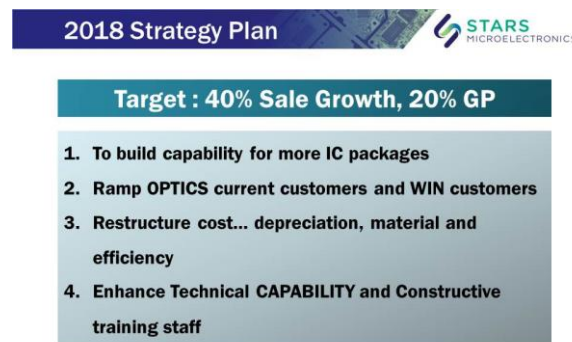 2018 Strategy Plan
STARS
MICROELECTRONICS
Target : 40% Sale Growth, 20% GP
1. To build capability for more IC packages
2. Ramp OPTICS current customers and WIN customers
3. Restructure cost... depreciation, material and
efficiency
4. Enhance Technical CAPABILITY and Constructive
training staff